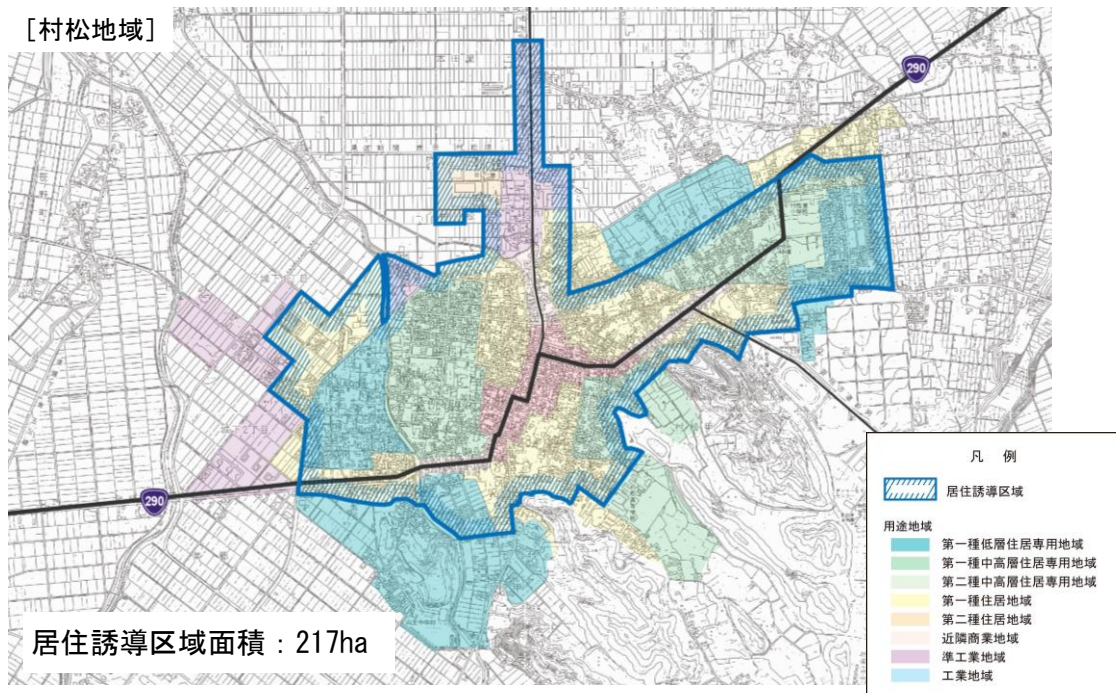 [村松地域]
290
290
居住誘導区域面積：217ha
凡 例
居住誘導区域
用途地域
第一種低層住居専用地域
第一種中高層住居専用地域
第二種中高層住居専用地域
第一種住居地域
第二種住居地域
近隣商業地域
準工業地域
工業地域